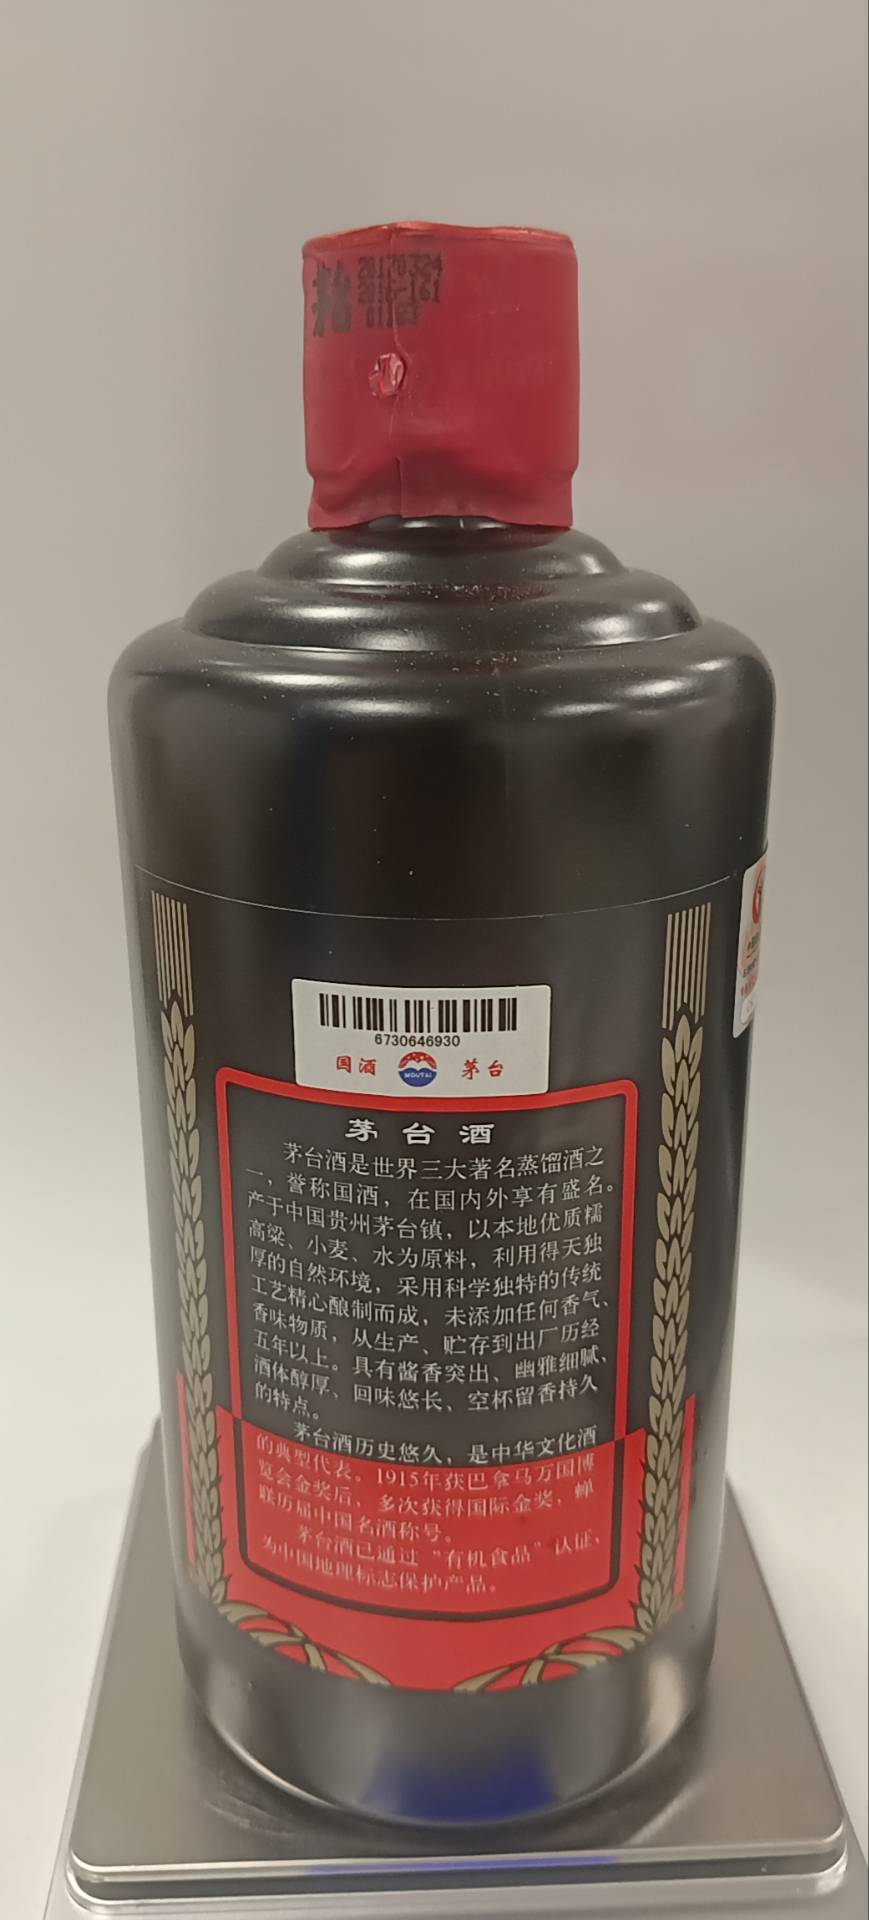 20170324
6730646930
国酒 MOUTAI 茅台
茅台酒
茅台酒是世界三大著名蒸馏酒之
一，誉称国酒，在国内外享有盛名。
产于中国贵州茅台镇，以本地优质糯
高粱、小麦、水为原料，利用得天独
厚的自然环境，采用科学独特的传统
工艺精心酿制而成，未添加任何香气、
香味物质，从生产、贮存到出厂历经
五年以上。具有酱香突出、幽雅细腻、
酒体醇厚、回味悠长、空杯留香持久
的特点。
茅台酒历史悠久，是中华文化酒
的典型代表。1915年获巴拿马万国博
览会金奖后，多次获得国际金奖，蝉
联历届中国名酒称号。
茅台酒已通过“有机食品”认证，
为中国地理标志保护产品。